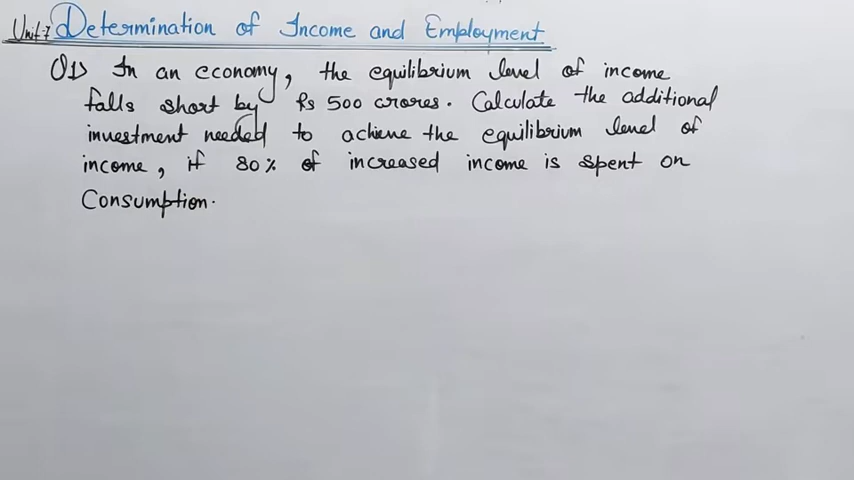 Unit:7 Determination of Income and Employment
Q1> In an economy, the equilibrium level of income
falls short by Rs 500 crores. Calculate the additional
investment needed to achieve the equilibrium level of
income, if 80% of increased income is spent on
Consumption.